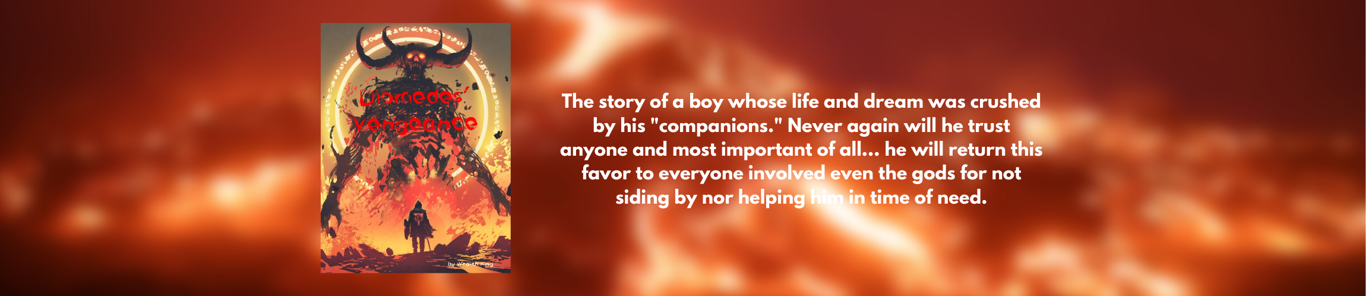 Diomedes'
Vengeance
The story of a boy whose life and dream was crushed
by his "companions." Never again will he trust
anyone and most important of all... he will return this
favor to everyone involved even the gods for not
siding by nor helping him in time of need.